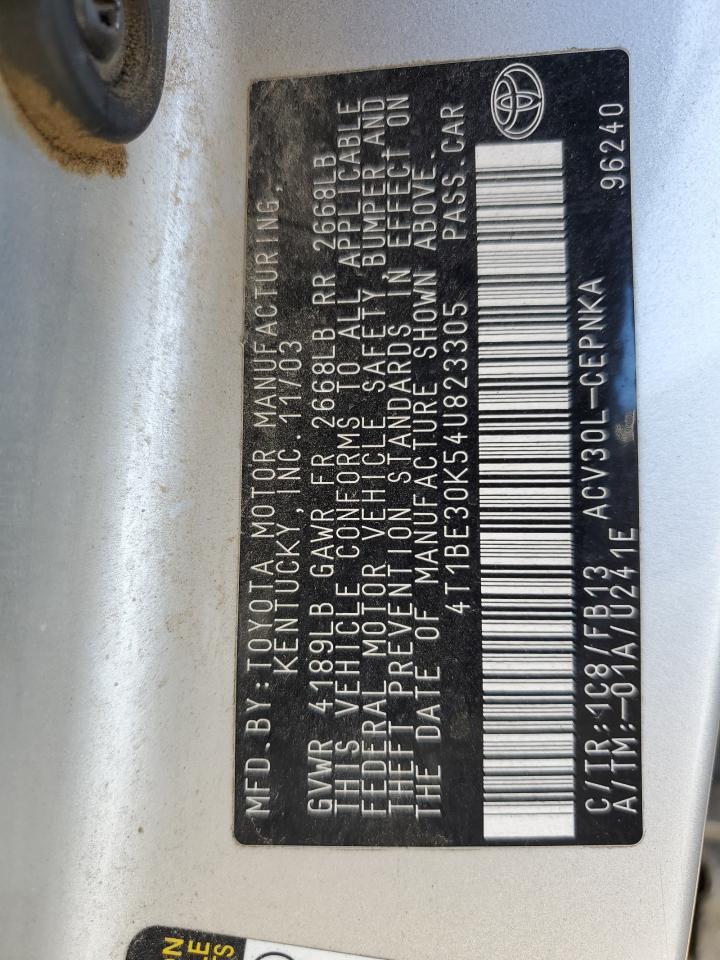 MFD.BY:TOYOTA MOTOR MANUFACTURING,
KENTUCKY,INC. 11/03
GVWR 4189LB GAWR FR 2668LB RR 2668LB
THIS VEHICLE CONFORMS TO ALL APPLICABLE
FEDERAL MOTOR VEHICLE SAFETY, BUMPER AND
THEFT PREVENTION STANDARDS IN EFFECT ON
THE DATE OF MANUFACTURE SHOWN ABOVE.
4T1BE30K54U823305 PASS.CAR
C/TR:1C8/FB13 ACV30L-CEPNKA 96240
A/TM:-01A/U241E